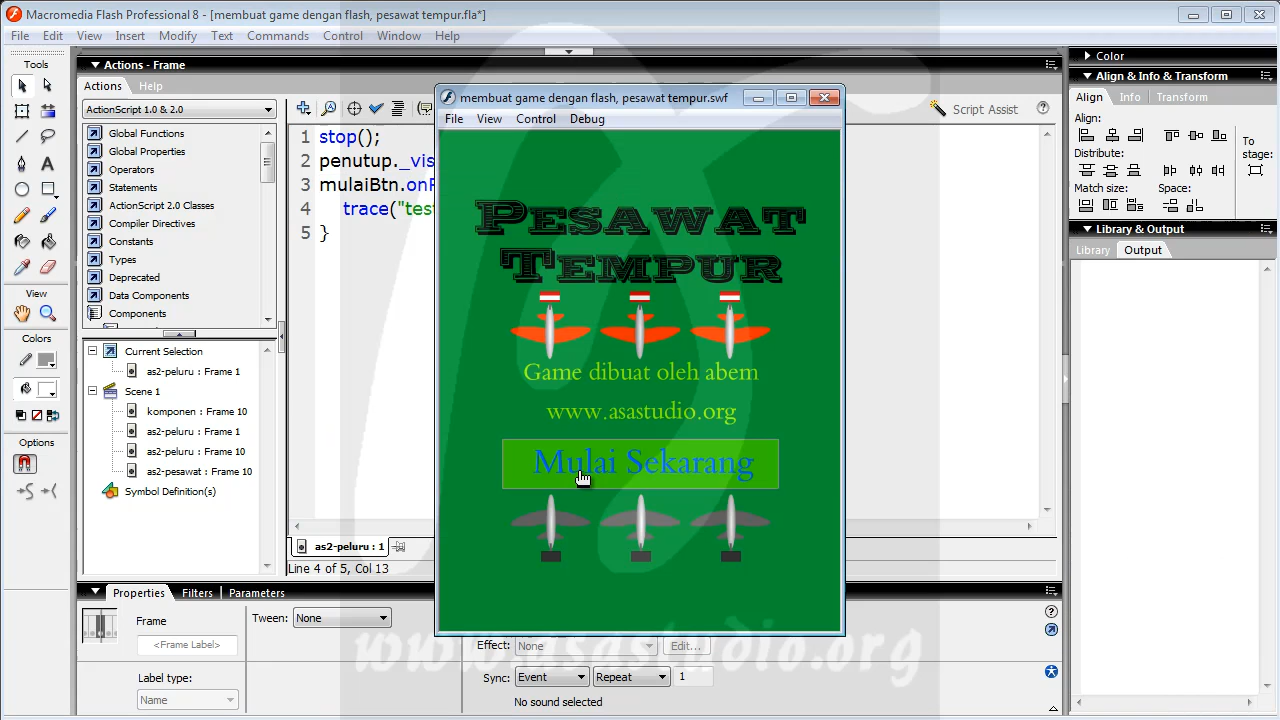 Macromedia Flash Professional 8 - [membuat game dengan flash, pesawat tempur.fla*]
File Edit View Insert Modify Text Commands Control Window Help
Tools
View
Colors
Options
Actions - Frame
Actions Help
ActionScript 1.0 & 2.0
Global Functions
Global Properties
Operators
Statements
ActionScript 2.0 Classes
Compiler Directives
Constants
Types
Deprecated
Data Components
Components
Current Selection
as2-peluru : Frame 1
Scene 1
komponen : Frame 10
as2-peluru : Frame 1
as2-peluru : Frame 10
as2-pesawat : Frame 10
Symbol Definition(s)
Script Assist
1 stop();
2 penutup._vis
3 mulaiBtn.on
4 trace("tes
5 }
as2-peluru : 1
Line 4 of 5, Col 13
membuat game dengan flash, pesawat tempur.swf
File View Control Debug
Pesawat
Tempur
Game dibuat oleh abem
www.asastudio.org
Mulai Sekarang
Color
Align & Info & Transform
Align Info Transform
Align:
Distribute:
Match size:
Space:
To
stage:
Library & Output
Library Output
Properties Filters Parameters
Frame
<Frame Label>
Label type:
Name
Tween: None
Effect: None Edit...
Sync: Event Repeat 1
No sound selected
www.asastudio.org